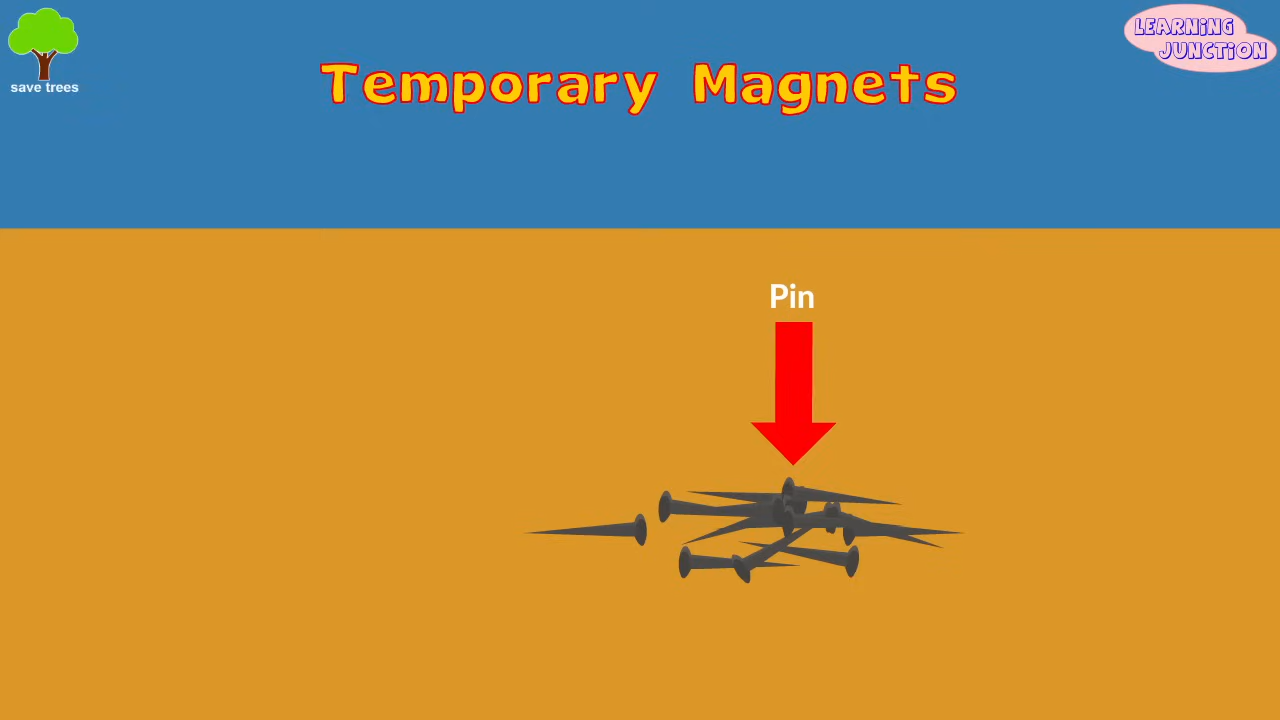 save trees
LEARNING
JUNCTION
Temporary Magnets
Pin